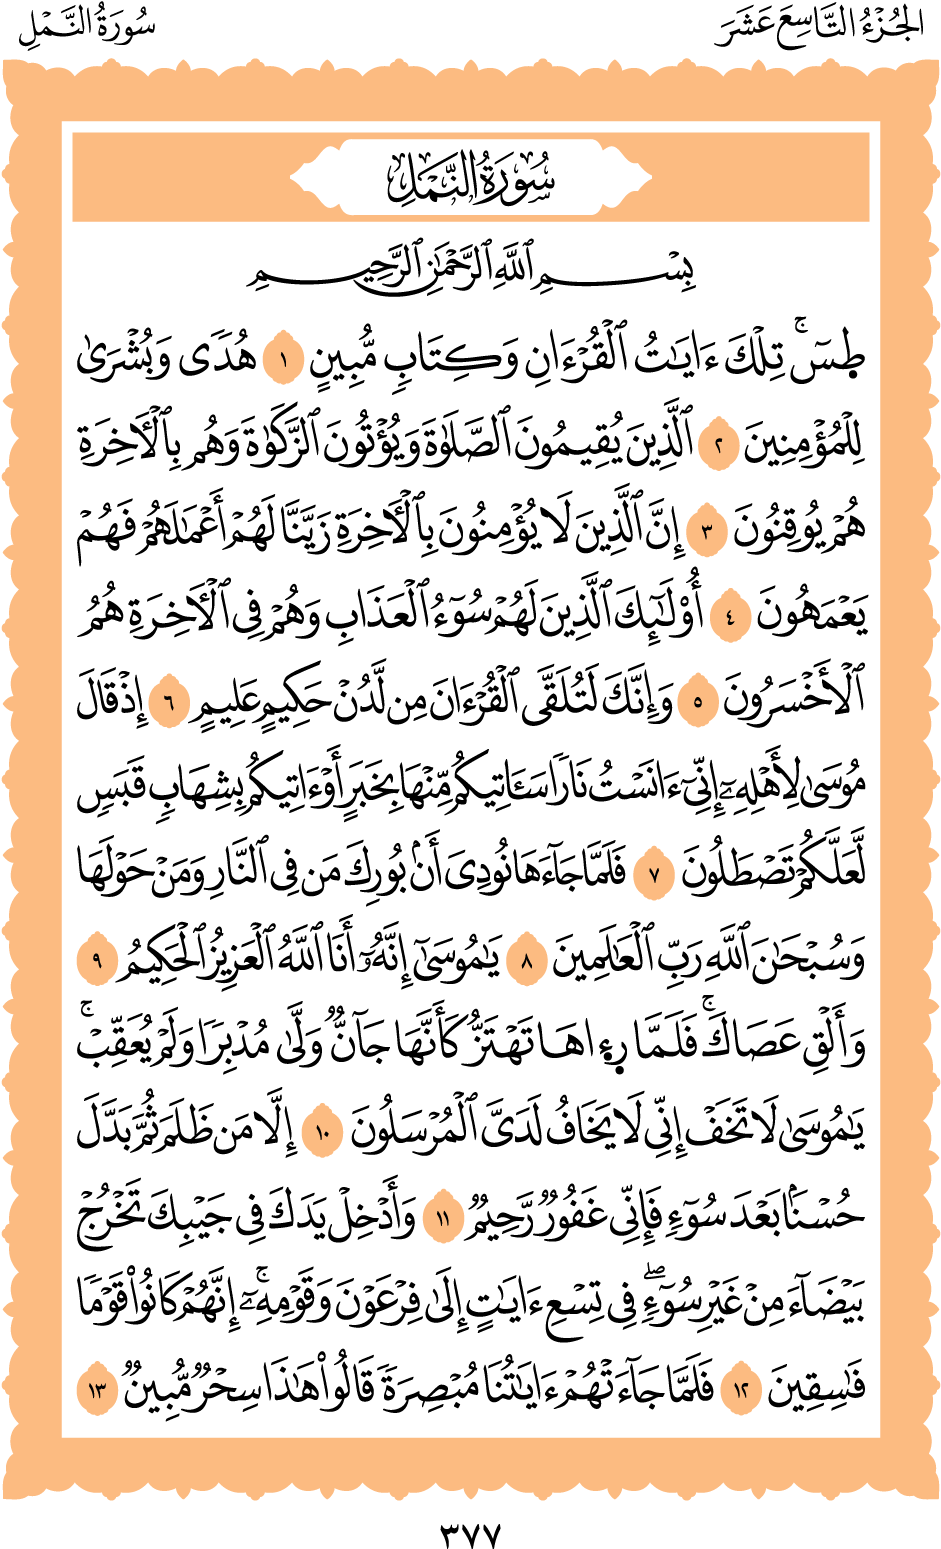 الجُزْءُ التَّاسِعَ عَشَرَ
سُورَةُ النَّمْلِ
سُورَةُ النَّمْلِ
بِسْمِ ٱللَّهِ ٱلرَّحْمَٰنِ ٱلرَّحِيمِ
طسٓۚ تِلْكَ ءَايَٰتُ ٱلْقُرْءَانِ وَكِتَابٖ مُّبِينٍ ١ هُدٗى وَبُشْرَىٰ
لِلْمُؤْمِنِينَ ٢ ٱلَّذِينَ يُقِيمُونَ ٱلصَّلَوٰةَ وَيُؤْتُونَ ٱلزَّكَوٰةَ وَهُم بِٱلْأٓخِرَةِ
هُمْ يُوقِنُونَ ٣ إِنَّ ٱلَّذِينَ لَا يُؤْمِنُونَ بِٱلْأٓخِرَةِ زَيَّنَّا لَهُمْ أَعْمَٰلَهُمْ فَهُمْ
يَعْمَهُونَ ٤ أُوْلَٰٓئِكَ ٱلَّذِينَ لَهُمْ سُوٓءُ ٱلْعَذَابِ وَهُمْ فِى ٱلْأٓخِرَةِ هُمُ
ٱلْأَخْسَرُونَ ٥ وَإِنَّكَ لَتُلَقَّى ٱلْقُرْءَانَ مِن لَّدُنْ حَكِيمٍ عَلِيمٍ ٦ إِذْ قَالَ
مُوسَىٰ لِأَهْلِهِۦٓ إِنِّىٓ ءَانَسْتُ نَارٗا سَـَٔاتِيكُم مِّنْهَا بِخَبَرٍ أَوْ ءَاتِيكُم بِشِهَابٖ قَبَسٖ
لَّعَلَّكُمْ تَصْطَلُونَ ٧ فَلَمَّا جَآءَهَا نُودِىَ أَنۢ بُورِكَ مَن فِى ٱلنَّارِ وَمَنْ حَوْلَهَا
وَسُبْحَٰنَ ٱللَّهِ رَبِّ ٱلْعَٰلَمِينَ ٨ يَٰمُوسَىٰٓ إِنَّهُۥٓ أَنَا ٱللَّهُ ٱلْعَزِيزُ ٱلْحَكِيمُ ٩
وَأَلْقِ عَصَاكَۚ فَلَمَّا رِءاهَا تَهْتَزُّ كَأَنَّهَا جَآنّٞ وَلَّىٰ مُدْبِرٗا وَلَمْ يُعَقِّبْۚ
يَٰمُوسَىٰ لَا تَخَفْ إِنِّى لَا يَخَافُ لَدَىَّ ٱلْمُرْسَلُونَ ١٠ إِلَّا مَن ظَلَمَ ثُمَّ بَدَّلَ
حُسْنَۢا بَعْدَ سُوٓءٖ فَإِنِّى غَفُورٞ رَّحِيمٞ ١١ وَأَدْخِلْ يَدَكَ فِى جَيْبِكَ تَخْرُجْ
بَيْضَآءَ مِنْ غَيْرِ سُوٓءٖۖ فِى تِسْعِ ءَايَٰتٍ إِلَىٰ فِرْعَوْنَ وَقَوْمِهِۦٓۚ إِنَّهُمْ كَانُواْ قَوْمٗا
فَٰسِقِينَ ١٢ فَلَمَّا جَآءَتْهُمْ ءَايَٰتُنَا مُبْصِرَةٗ قَالُواْ هَٰذَا سِحْرٞ مُّبِينٞ ١٣
٣٧٧